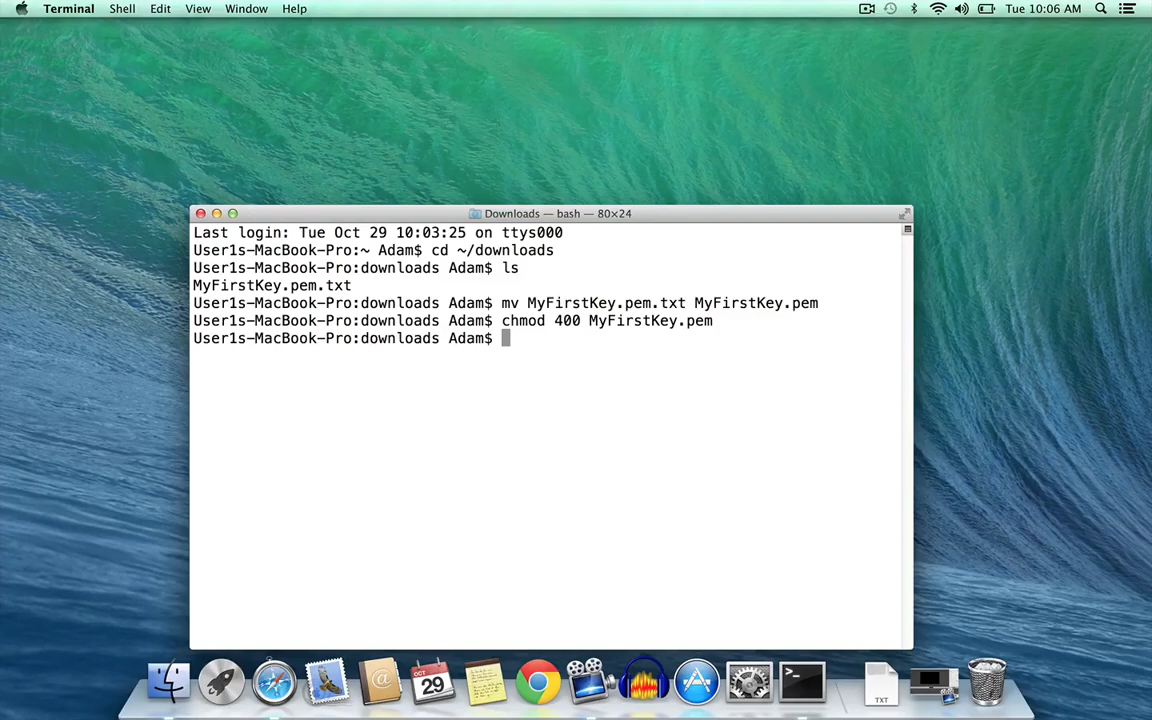 Terminal Shell Edit View Window Help Tue 10:06 AM
Downloads — bash — 80×24
Last login: Tue Oct 29 10:03:25 on ttys000
User1s-MacBook-Pro:~ Adam$ cd ~/downloads
User1s-MacBook-Pro:downloads Adam$ ls
MyFirstKey.pem.txt
User1s-MacBook-Pro:downloads Adam$ mv MyFirstKey.pem.txt MyFirstKey.pem
User1s-MacBook-Pro:downloads Adam$ chmod 400 MyFirstKey.pem
User1s-MacBook-Pro:downloads Adam$
OCT
29
>_
TXT